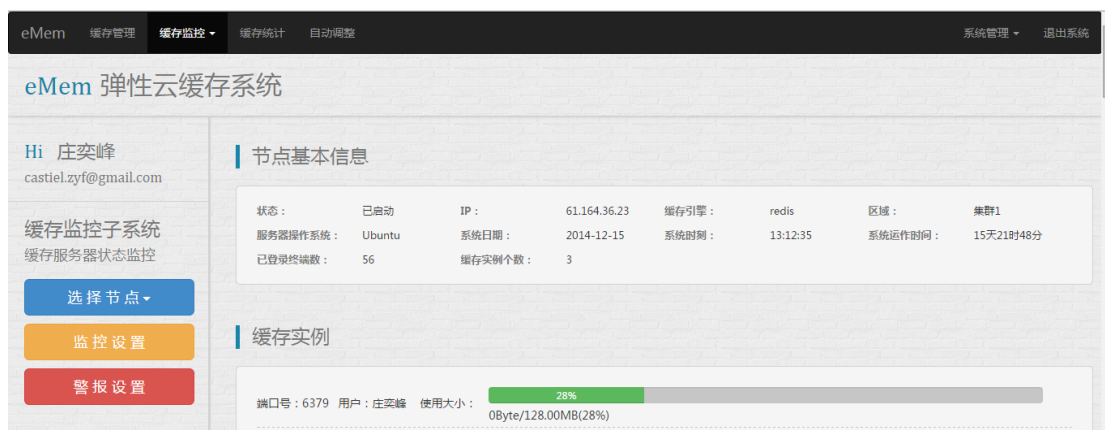 eMem 缓存管理 缓存监控 缓存统计 自动调整 系统管理 退出系统
eMem 弹性云缓存系统
Hi 庄奕峰
castiel.zyf@gmail.com
缓存监控子系统
缓存服务器状态监控
选择节点
监控设置
警报设置
节点基本信息
状态： 已启动 IP： 61.164.36.23 缓存引擎： redis 区域： 集群1
服务器操作系统： Ubuntu 系统日期： 2014-12-15 系统时刻： 13:12:35 系统运作时间： 15天21时48分
已登录终端数： 56 缓存实例个数： 3
缓存实例
端口号：6379 用户：庄奕峰 使用大小： 28%
0Byte/128.00MB(28%)